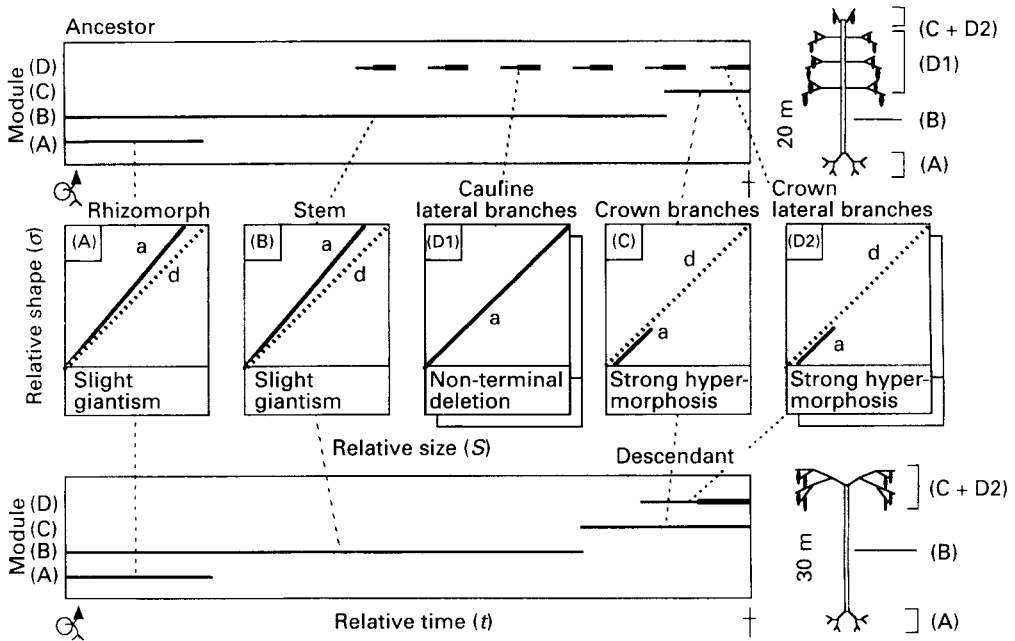 Ancestor
Module
(D)
(C)
(B)
(A)
20 m
(C + D2)
(D1)
(B)
(A)
Rhizomorph
Stem
Cauline
lateral branches
Crown branches
Crown
lateral branches
Relative shape (σ)
(A)
a
d
Slight
giantism
(B)
a
d
Slight
giantism
(D1)
a
Non-terminal
deletion
(C)
d
a
Strong hyper-
morphosis
(D2)
d
a
Strong hyper-
morphosis
Relative size (S)
Descendant
Module
(D)
(C)
(B)
(A)
Relative time (t)
30 m
(C + D2)
(B)
(A)